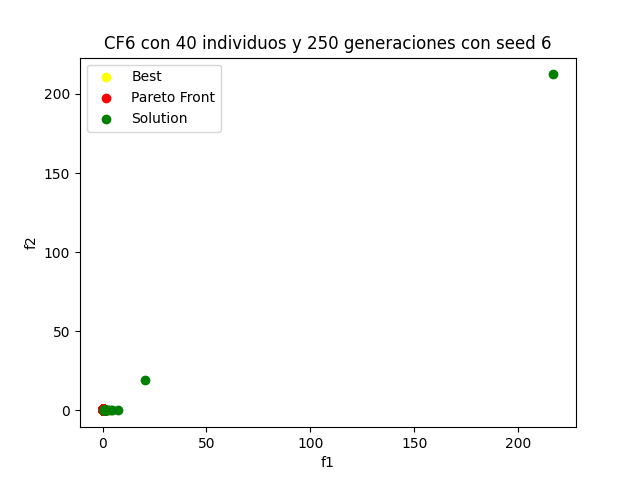 CF6 con 40 individuos y 250 generaciones con seed 6
Best
Pareto Front
Solution
200
150
100
50
0
f2
0
50
100
150
200
f1